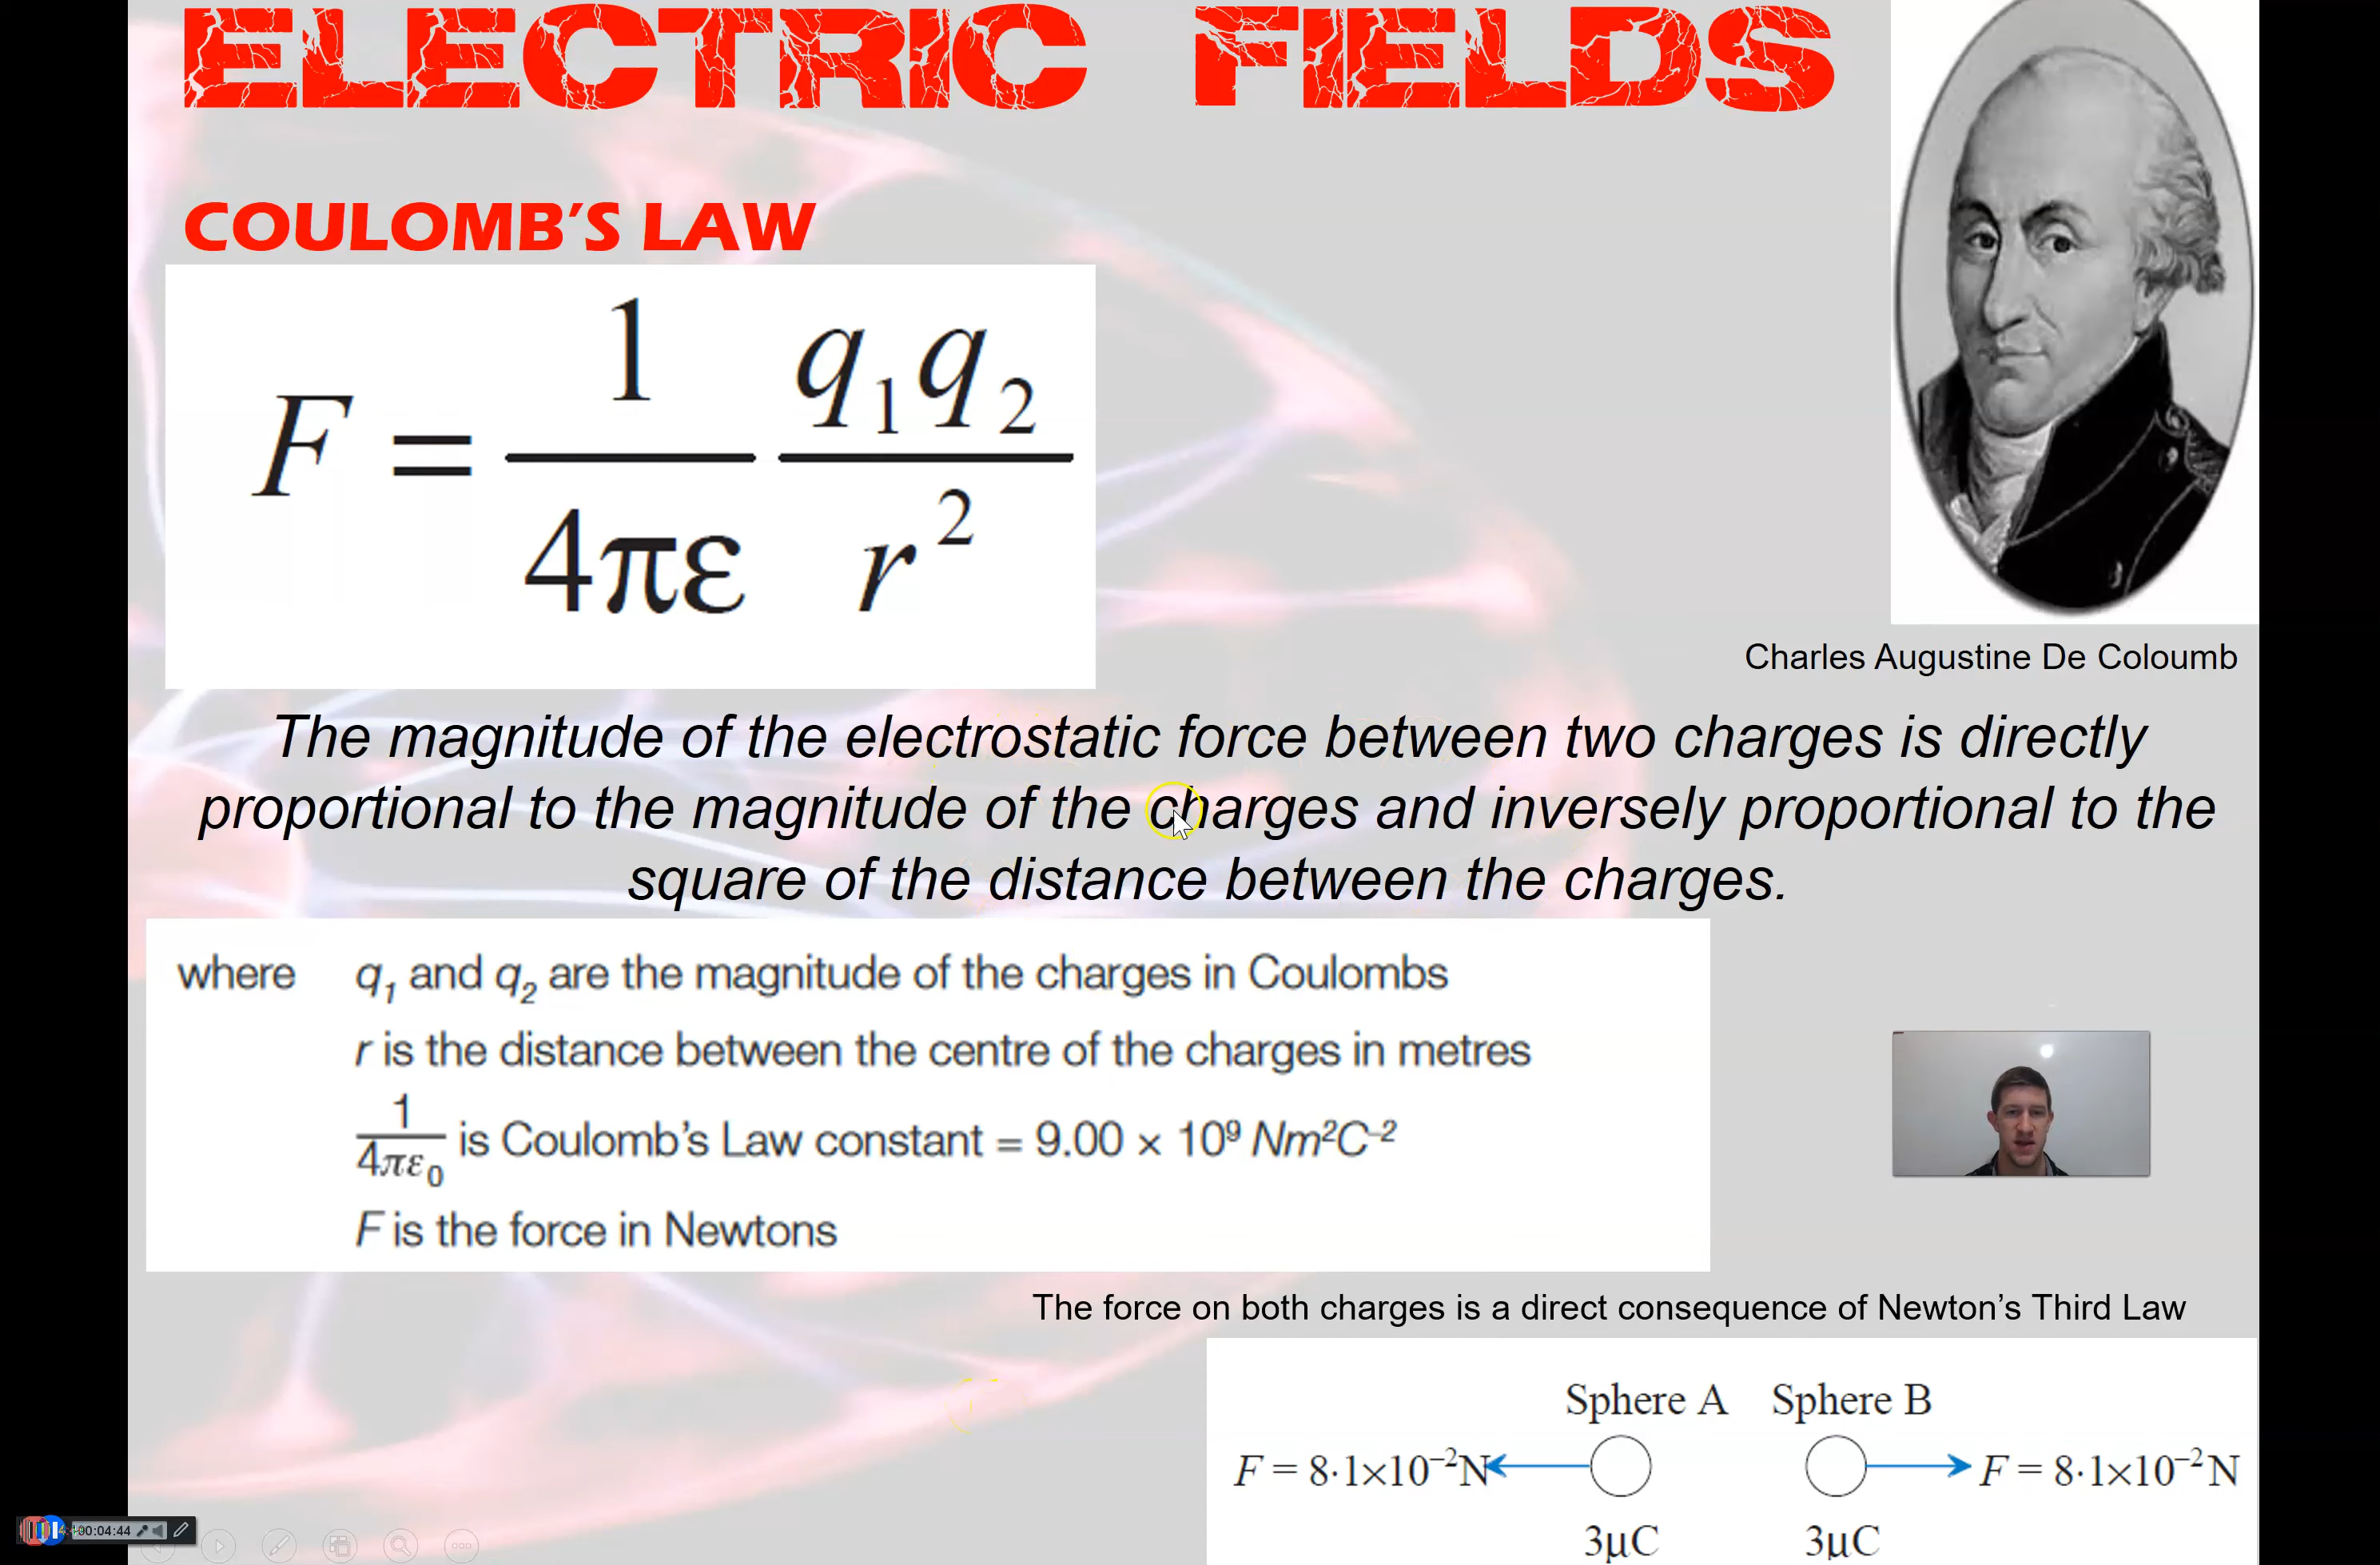 ELECTRIC FIELDS
COULOMB'S LAW
F = 1/4πε q₁q₂/r²
Charles Augustine De Coloumb
The magnitude of the electrostatic force between two charges is directly
proportional to the magnitude of the charges and inversely proportional to the
square of the distance between the charges.
where q₁ and q₂ are the magnitude of the charges in Coulombs
r is the distance between the centre of the charges in metres
1/4πε₀ is Coulomb's Law constant = 9.00 × 10⁹ Nm²C⁻²
F is the force in Newtons
The force on both charges is a direct consequence of Newton's Third Law
Sphere A Sphere B
F = 8·1×10⁻²N F = 8·1×10⁻²N
3μC 3μC
00:04:44